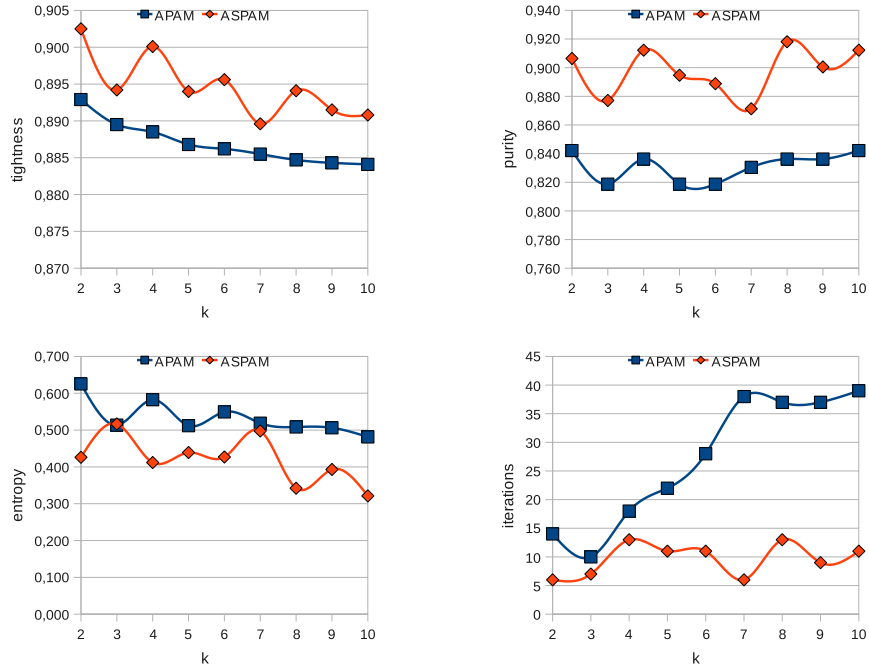 APAM ASPAM
0,905
0,900
0,895
0,890
0,885
0,880
0,875
0,870
tightness
2 3 4 5 6 7 8 9 10
k
APAM ASPAM
0,940
0,920
0,900
0,880
0,860
0,840
0,820
0,800
0,780
0,760
purity
2 3 4 5 6 7 8 9 10
k
APAM ASPAM
0,700
0,600
0,500
0,400
0,300
0,200
0,100
0,000
entropy
2 3 4 5 6 7 8 9 10
k
APAM ASPAM
45
40
35
30
25
20
15
10
5
0
iterations
2 3 4 5 6 7 8 9 10
k